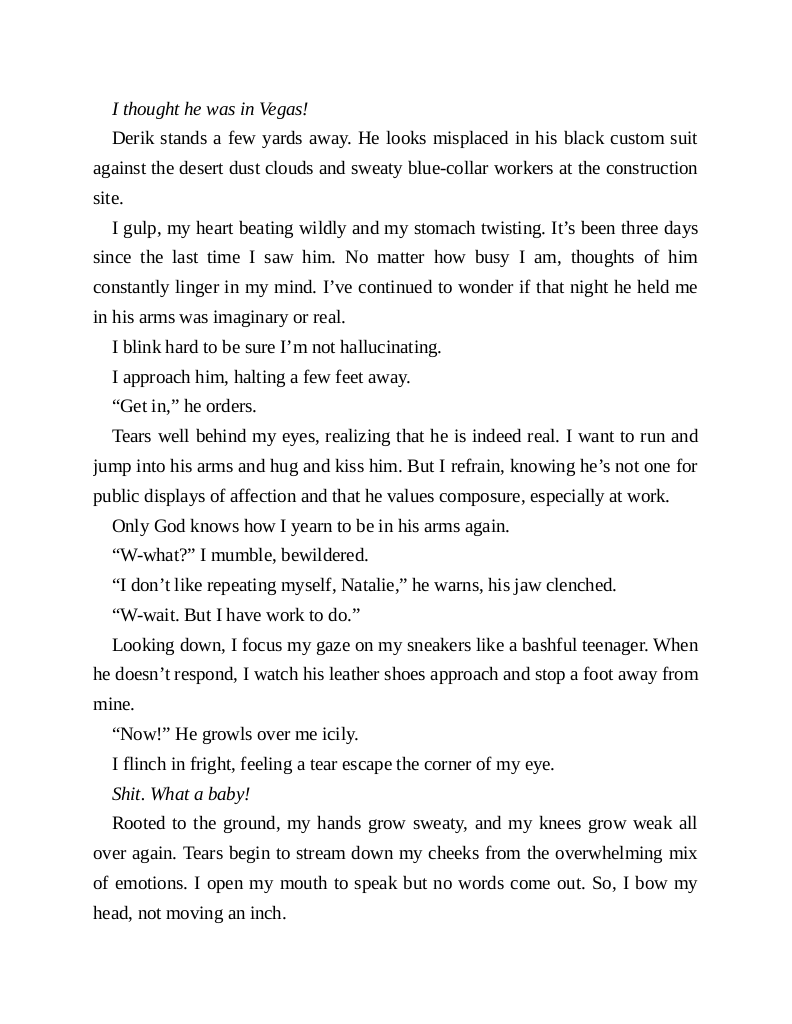 I thought he was in Vegas!
Derik stands a few yards away. He looks misplaced in his black custom suit
against the desert dust clouds and sweaty blue-collar workers at the construction
site.
I gulp, my heart beating wildly and my stomach twisting. It’s been three days
since the last time I saw him. No matter how busy I am, thoughts of him
constantly linger in my mind. I’ve continued to wonder if that night he held me
in his arms was imaginary or real.
I blink hard to be sure I’m not hallucinating.
I approach him, halting a few feet away.
“Get in,” he orders.
Tears well behind my eyes, realizing that he is indeed real. I want to run and
jump into his arms and hug and kiss him. But I refrain, knowing he’s not one for
public displays of affection and that he values composure, especially at work.
Only God knows how I yearn to be in his arms again.
“W-what?” I mumble, bewildered.
“I don’t like repeating myself, Natalie,” he warns, his jaw clenched.
“W-wait. But I have work to do.”
Looking down, I focus my gaze on my sneakers like a bashful teenager. When
he doesn’t respond, I watch his leather shoes approach and stop a foot away from
mine.
“Now!” He growls over me icily.
I flinch in fright, feeling a tear escape the corner of my eye.
Shit. What a baby!
Rooted to the ground, my hands grow sweaty, and my knees grow weak all
over again. Tears begin to stream down my cheeks from the overwhelming mix
of emotions. I open my mouth to speak but no words come out. So, I bow my
head, not moving an inch.